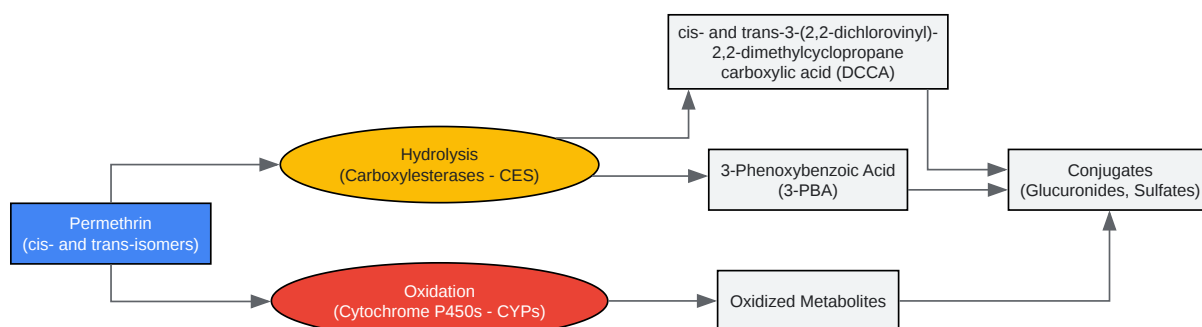 cis- and trans-3-(2,2-dichlorovinyl)-
2,2-dimethylcyclopropane
carboxylic acid (DCCA)
Hydrolysis
(Carboxylesterases - CES)
3-Phenoxybenzoic Acid
(3-PBA)
Conjugates
(Glucuronides, Sulfates)
Permethrin
(cis- and trans-isomers)
Oxidation
(Cytochrome P450s - CYPs)
Oxidized Metabolites